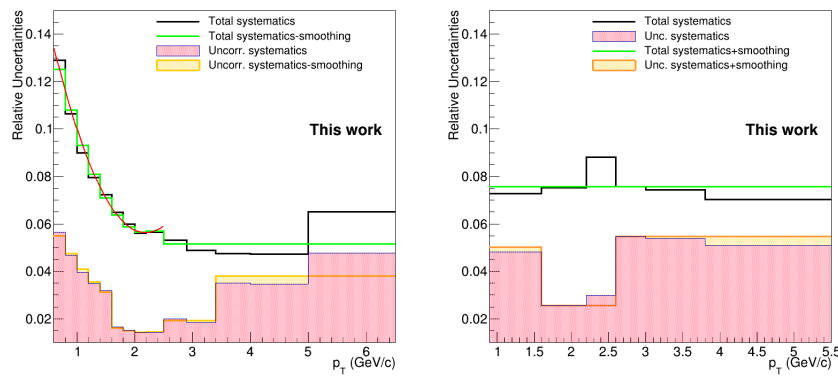 Relative Uncertainties
0.14
0.12
0.1
0.08
0.06
0.04
0.02
Total systematics
Total systematics-smoothing
Uncorr. systematics
Uncorr. systematics-smoothing
This work
1 2 3 4 5 6
p_T (GeV/c)
Relative Uncertainties
0.14
0.12
0.1
0.08
0.06
0.04
0.02
Total systematics
Unc. systematics
Total systematics+smoothing
Unc. systematics+smoothing
This work
1 1.5 2 2.5 3 3.5 4 4.5 5 5.5
p_T (GeV/c)